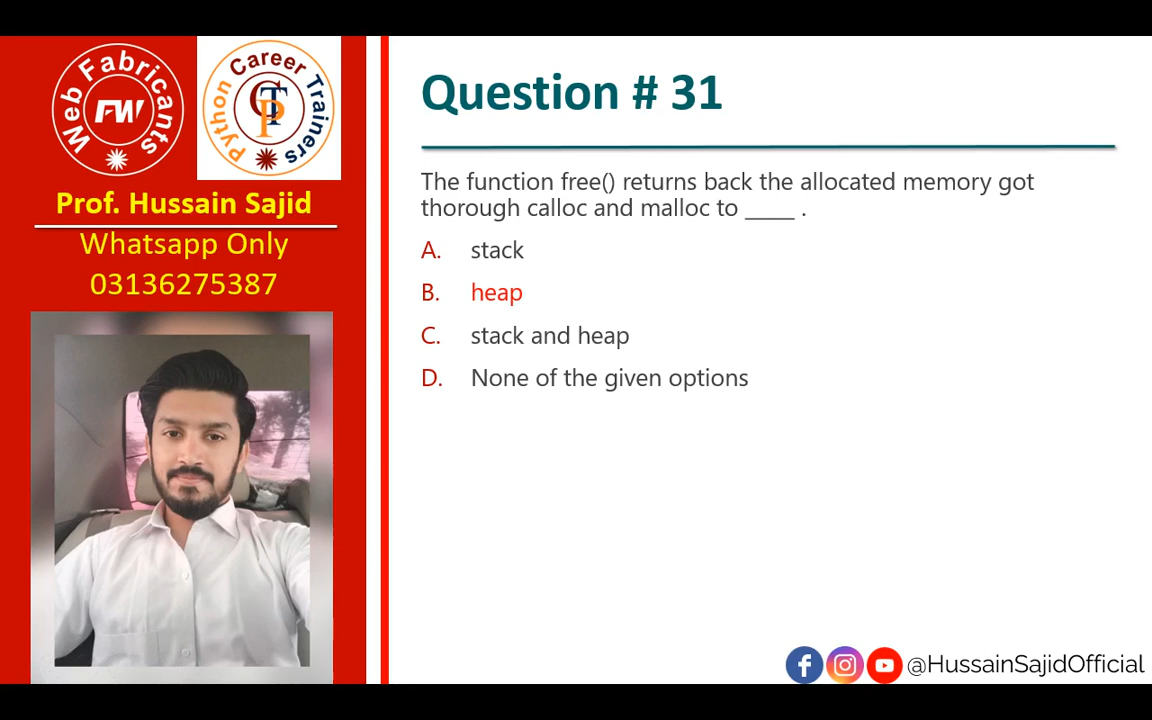 Web Fabricants
FW
Python Career Trainers
CTP
Prof. Hussain Sajid
Whatsapp Only
03136275387
Question # 31
The function free() returns back the allocated memory got
thorough calloc and malloc to ____ .
A. stack
B. heap
C. stack and heap
D. None of the given options
@HussainSajidOfficial